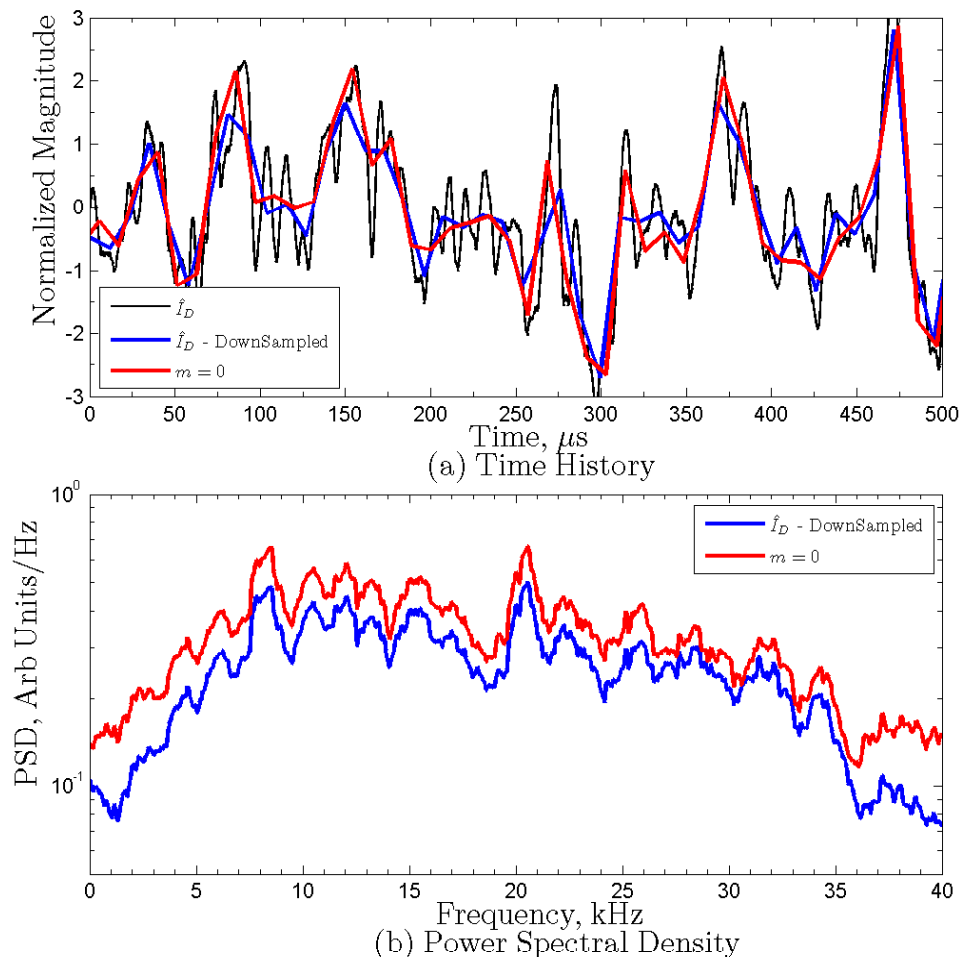 Normalized Magnitude
3
2
1
0
-1
-2
-3
Î_D
Î_D - DownSampled
m = 0
0 50 100 150 200 250 300 350 400 450 500
Time, μs
(a) Time History
PSD, Arb Units/Hz
10^0
10^-1
Î_D - DownSampled
m = 0
0 5 10 15 20 25 30 35 40
Frequency, kHz
(b) Power Spectral Density